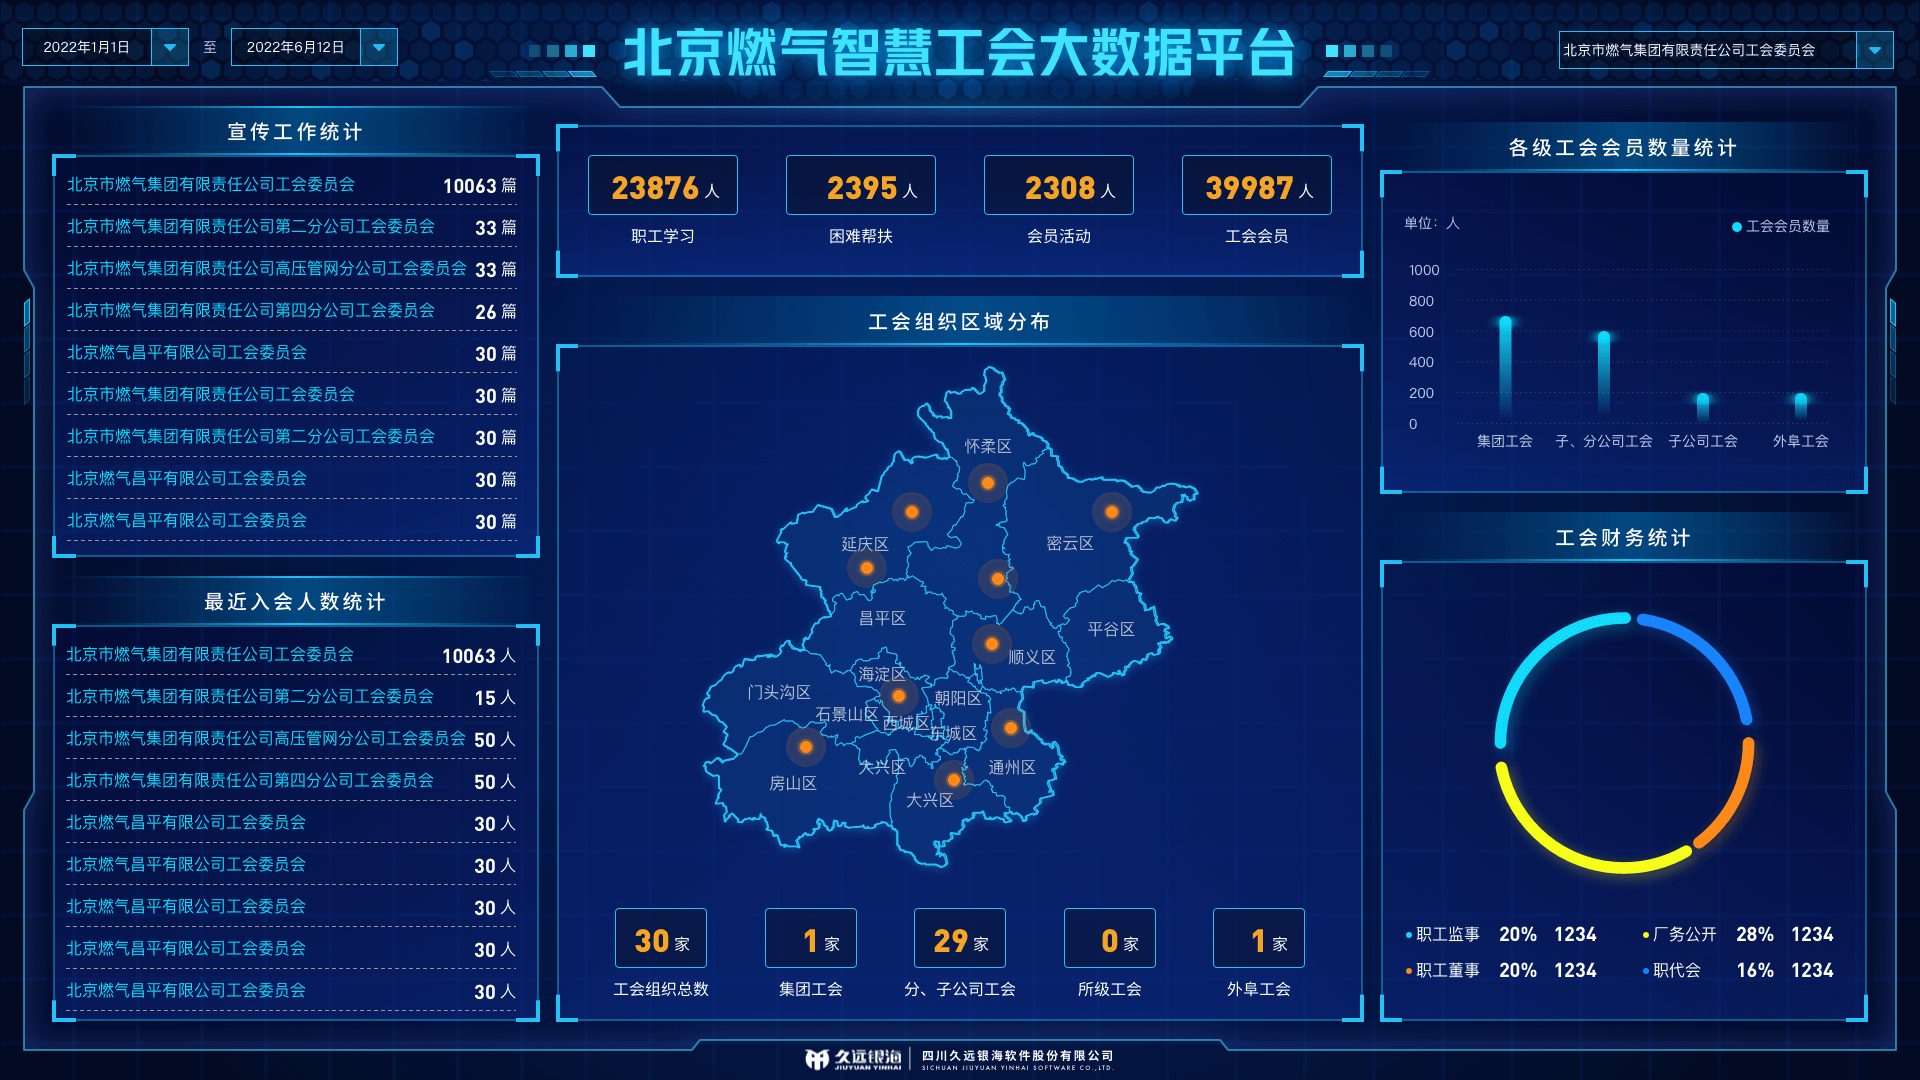 2022年1月1日
至
2022年6月12日
北京燃气智慧工会大数据平台
北京市燃气集团有限责任公司工会委员会
宣传工作统计
北京市燃气集团有限责任公司工会委员会 10063 篇
北京市燃气集团有限责任公司第二分公司工会委员会 33 篇
北京市燃气集团有限责任公司高压管网分公司工会委员会 33 篇
北京市燃气集团有限责任公司第四分公司工会委员会 26 篇
北京燃气昌平有限公司工会委员会 30 篇
北京市燃气集团有限责任公司工会委员会 30 篇
北京市燃气集团有限责任公司第二分公司工会委员会 30 篇
北京燃气昌平有限公司工会委员会 30 篇
北京燃气昌平有限公司工会委员会 30 篇
最近入会人数统计
北京市燃气集团有限责任公司工会委员会 10063 人
北京市燃气集团有限责任公司第二分公司工会委员会 15 人
北京市燃气集团有限责任公司高压管网分公司工会委员会 50 人
北京市燃气集团有限责任公司第四分公司工会委员会 50 人
北京燃气昌平有限公司工会委员会 30 人
北京燃气昌平有限公司工会委员会 30 人
北京燃气昌平有限公司工会委员会 30 人
北京燃气昌平有限公司工会委员会 30 人
北京燃气昌平有限公司工会委员会 30 人
23876 人
2395 人
2308 人
39987 人
职工学习
困难帮扶
会员活动
工会会员
工会组织区域分布
怀柔区
延庆区
密云区
昌平区
平谷区
顺义区
海淀区
门头沟区
朝阳区
石景山区
西城区
东城区
大兴区
通州区
房山区
大兴区
30 家
1 家
29 家
0 家
1 家
工会组织总数
集团工会
分、子公司工会
所级工会
外阜工会
各级工会会员数量统计
单位：人
工会会员数量
1000
800
600
400
200
0
集团工会
子、分公司工会
子公司工会
外阜工会
工会财务统计
职工监事 20% 1234
厂务公开 28% 1234
职工董事 20% 1234
职代会 16% 1234
久远银海
JIUYUAN YINHAI
四川久远银海软件股份有限公司
SICHUAN JIUYUAN YINHAI SOFTWARE CO.,LTD.